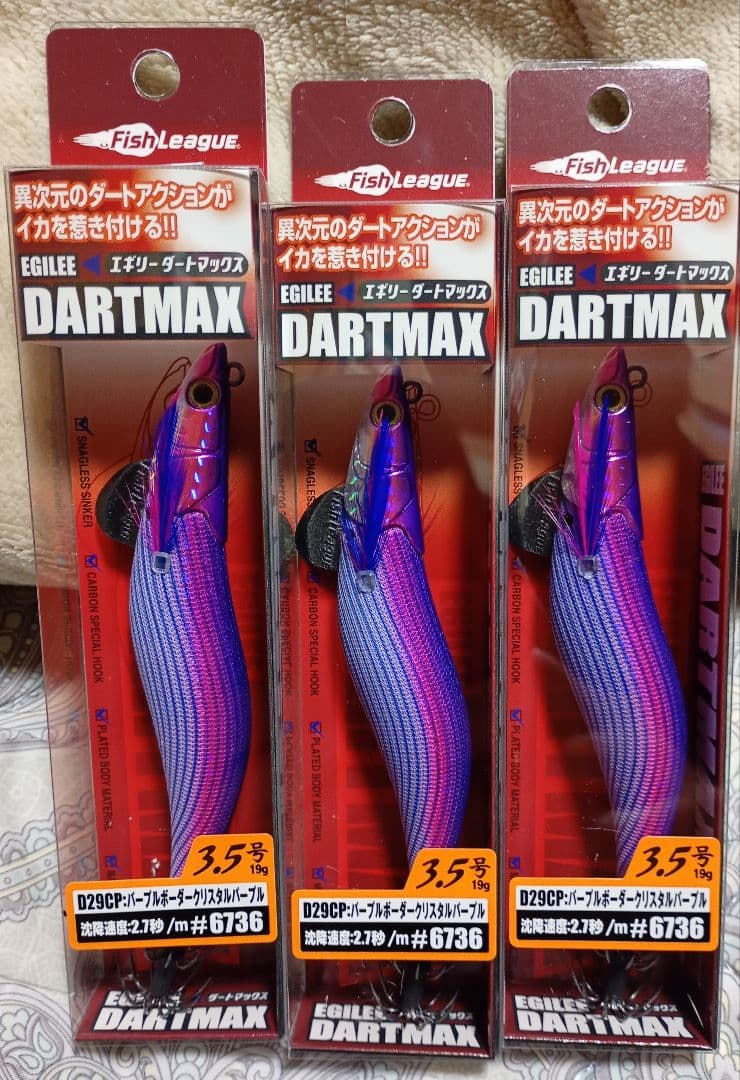 FishLeague
異次元のダートアクションが
イカを惹き付ける!!
EGILEE エギリーダートマックス
DARTMAX
SNAGLESS SINKER
CARBON SPECIAL HOOK
PLATED BODY MATERIAL
3.5号
19g
D29CP:パープルボーダークリスタルパープル
沈降速度:2.7秒/m #6736
EGILEE ダートマックス
DARTMAX
FishLeague
異次元のダートアクションが
イカを惹き付ける!!
EGILEE エギリーダートマックス
DARTMAX
SNAGLESS
FishLeague
CARBON SPECIAL HOOK
PLATED BODY MATERIAL
3.5号
19g
D29CP:パープルボーダークリスタルパープル
沈降速度:2.7秒/m #6736
EGILEE ダートマックス
DARTMAX
FishLeague
異次元のダートアクションが
イカを惹き付ける!!
EGILEE エギリーダートマックス
DARTMAX
CARBON SPECIAL HOOK
PLATED BODY MATERIAL
DARTMAX
3.5号
19g
D29CP:パープルボーダークリスタルパープル
沈降速度:2.7秒/m #6736
EGILEE ダートマックス
DARTMAX